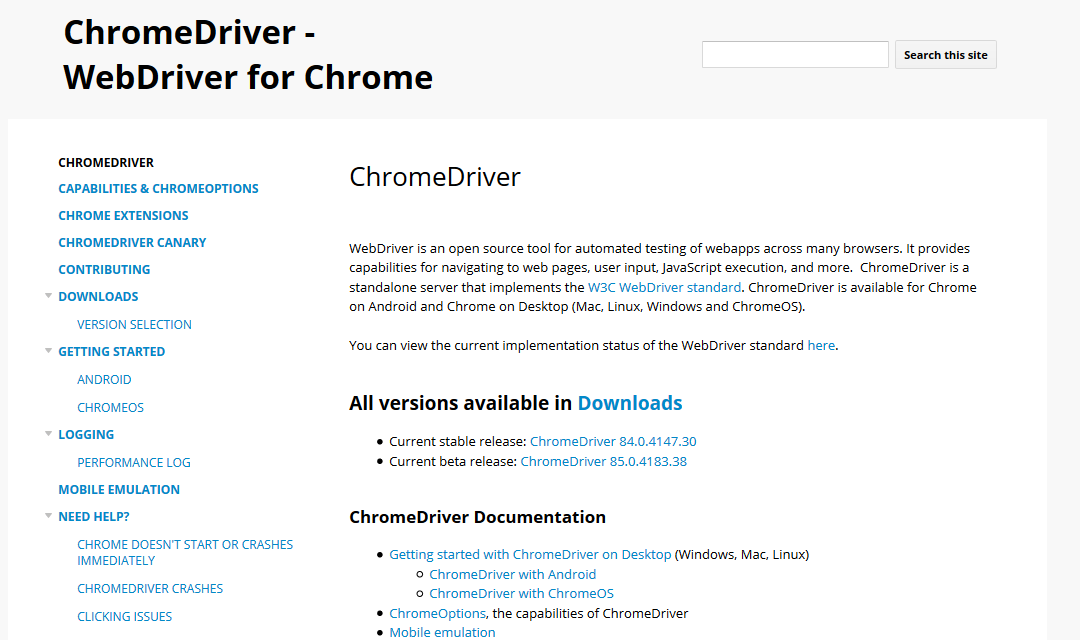 ChromeDriver -
WebDriver for Chrome
Search this site
CHROMEDRIVER
CAPABILITIES & CHROMEOPTIONS
CHROME EXTENSIONS
CHROMEDRIVER CANARY
CONTRIBUTING
DOWNLOADS
VERSION SELECTION
GETTING STARTED
ANDROID
CHROMEOS
LOGGING
PERFORMANCE LOG
MOBILE EMULATION
NEED HELP?
CHROME DOESN'T START OR CRASHES
IMMEDIATELY
CHROMEDRIVER CRASHES
CLICKING ISSUES
ChromeDriver
WebDriver is an open source tool for automated testing of webapps across many browsers. It provides
capabilities for navigating to web pages, user input, JavaScript execution, and more.  ChromeDriver is a
standalone server that implements the W3C WebDriver standard. ChromeDriver is available for Chrome
on Android and Chrome on Desktop (Mac, Linux, Windows and ChromeOS).
You can view the current implementation status of the WebDriver standard here.
All versions available in Downloads
• Current stable release: ChromeDriver 84.0.4147.30
• Current beta release: ChromeDriver 85.0.4183.38
ChromeDriver Documentation
• Getting started with ChromeDriver on Desktop (Windows, Mac, Linux)
○ ChromeDriver with Android
○ ChromeDriver with ChromeOS
• ChromeOptions, the capabilities of ChromeDriver
• Mobile emulation